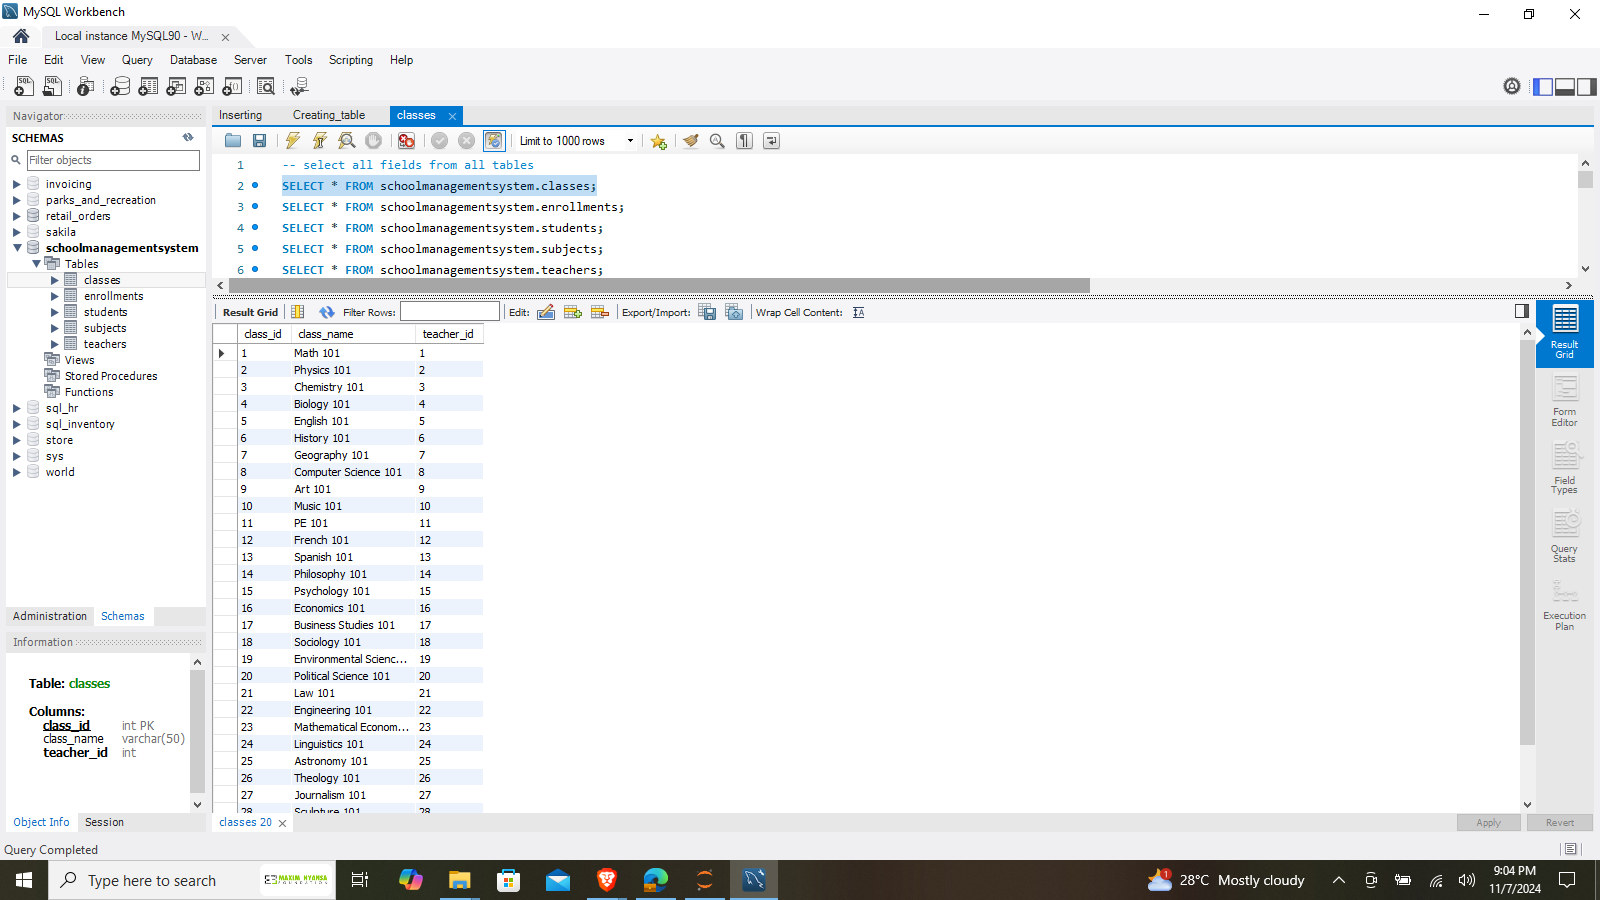 MySQL Workbench
Local instance MySQL90 - W...
File Edit View Query Database Server Tools Scripting Help
Navigator
SCHEMAS
Filter objects
invoicing
parks_and_recreation
retail_orders
sakila
schoolmanagementsystem
Tables
classes
enrollments
students
subjects
teachers
Views
Stored Procedures
Functions
sql_hr
sql_inventory
store
sys
world
Administration Schemas
Information
Table: classes
Columns:
class_id int PK
class_name varchar(50)
teacher_id int
Object Info Session
Inserting Creating_table classes
Limit to 1000 rows
1 -- select all fields from all tables
2 SELECT * FROM schoolmanagementsystem.classes;
3 SELECT * FROM schoolmanagementsystem.enrollments;
4 SELECT * FROM schoolmanagementsystem.students;
5 SELECT * FROM schoolmanagementsystem.subjects;
6 SELECT * FROM schoolmanagementsystem.teachers;
Result Grid Filter Rows: Edit: Export/Import: Wrap Cell Content:
class_id class_name teacher_id
1 Math 101 1
2 Physics 101 2
3 Chemistry 101 3
4 Biology 101 4
5 English 101 5
6 History 101 6
7 Geography 101 7
8 Computer Science 101 8
9 Art 101 9
10 Music 101 10
11 PE 101 11
12 French 101 12
13 Spanish 101 13
14 Philosophy 101 14
15 Psychology 101 15
16 Economics 101 16
17 Business Studies 101 17
18 Sociology 101 18
19 Environmental Scienc... 19
20 Political Science 101 20
21 Law 101 21
22 Engineering 101 22
23 Mathematical Econom... 23
24 Linguistics 101 24
25 Astronomy 101 25
26 Theology 101 26
27 Journalism 101 27
28 Sculpture 101 28
Result
Grid
Form
Editor
Field
Types
Query
Stats
Execution
Plan
classes 20
Apply Revert
Query Completed
Type here to search
MAXIM NYANSA
FOUNDATION
1
28°C Mostly cloudy
9:04 PM
11/7/2024